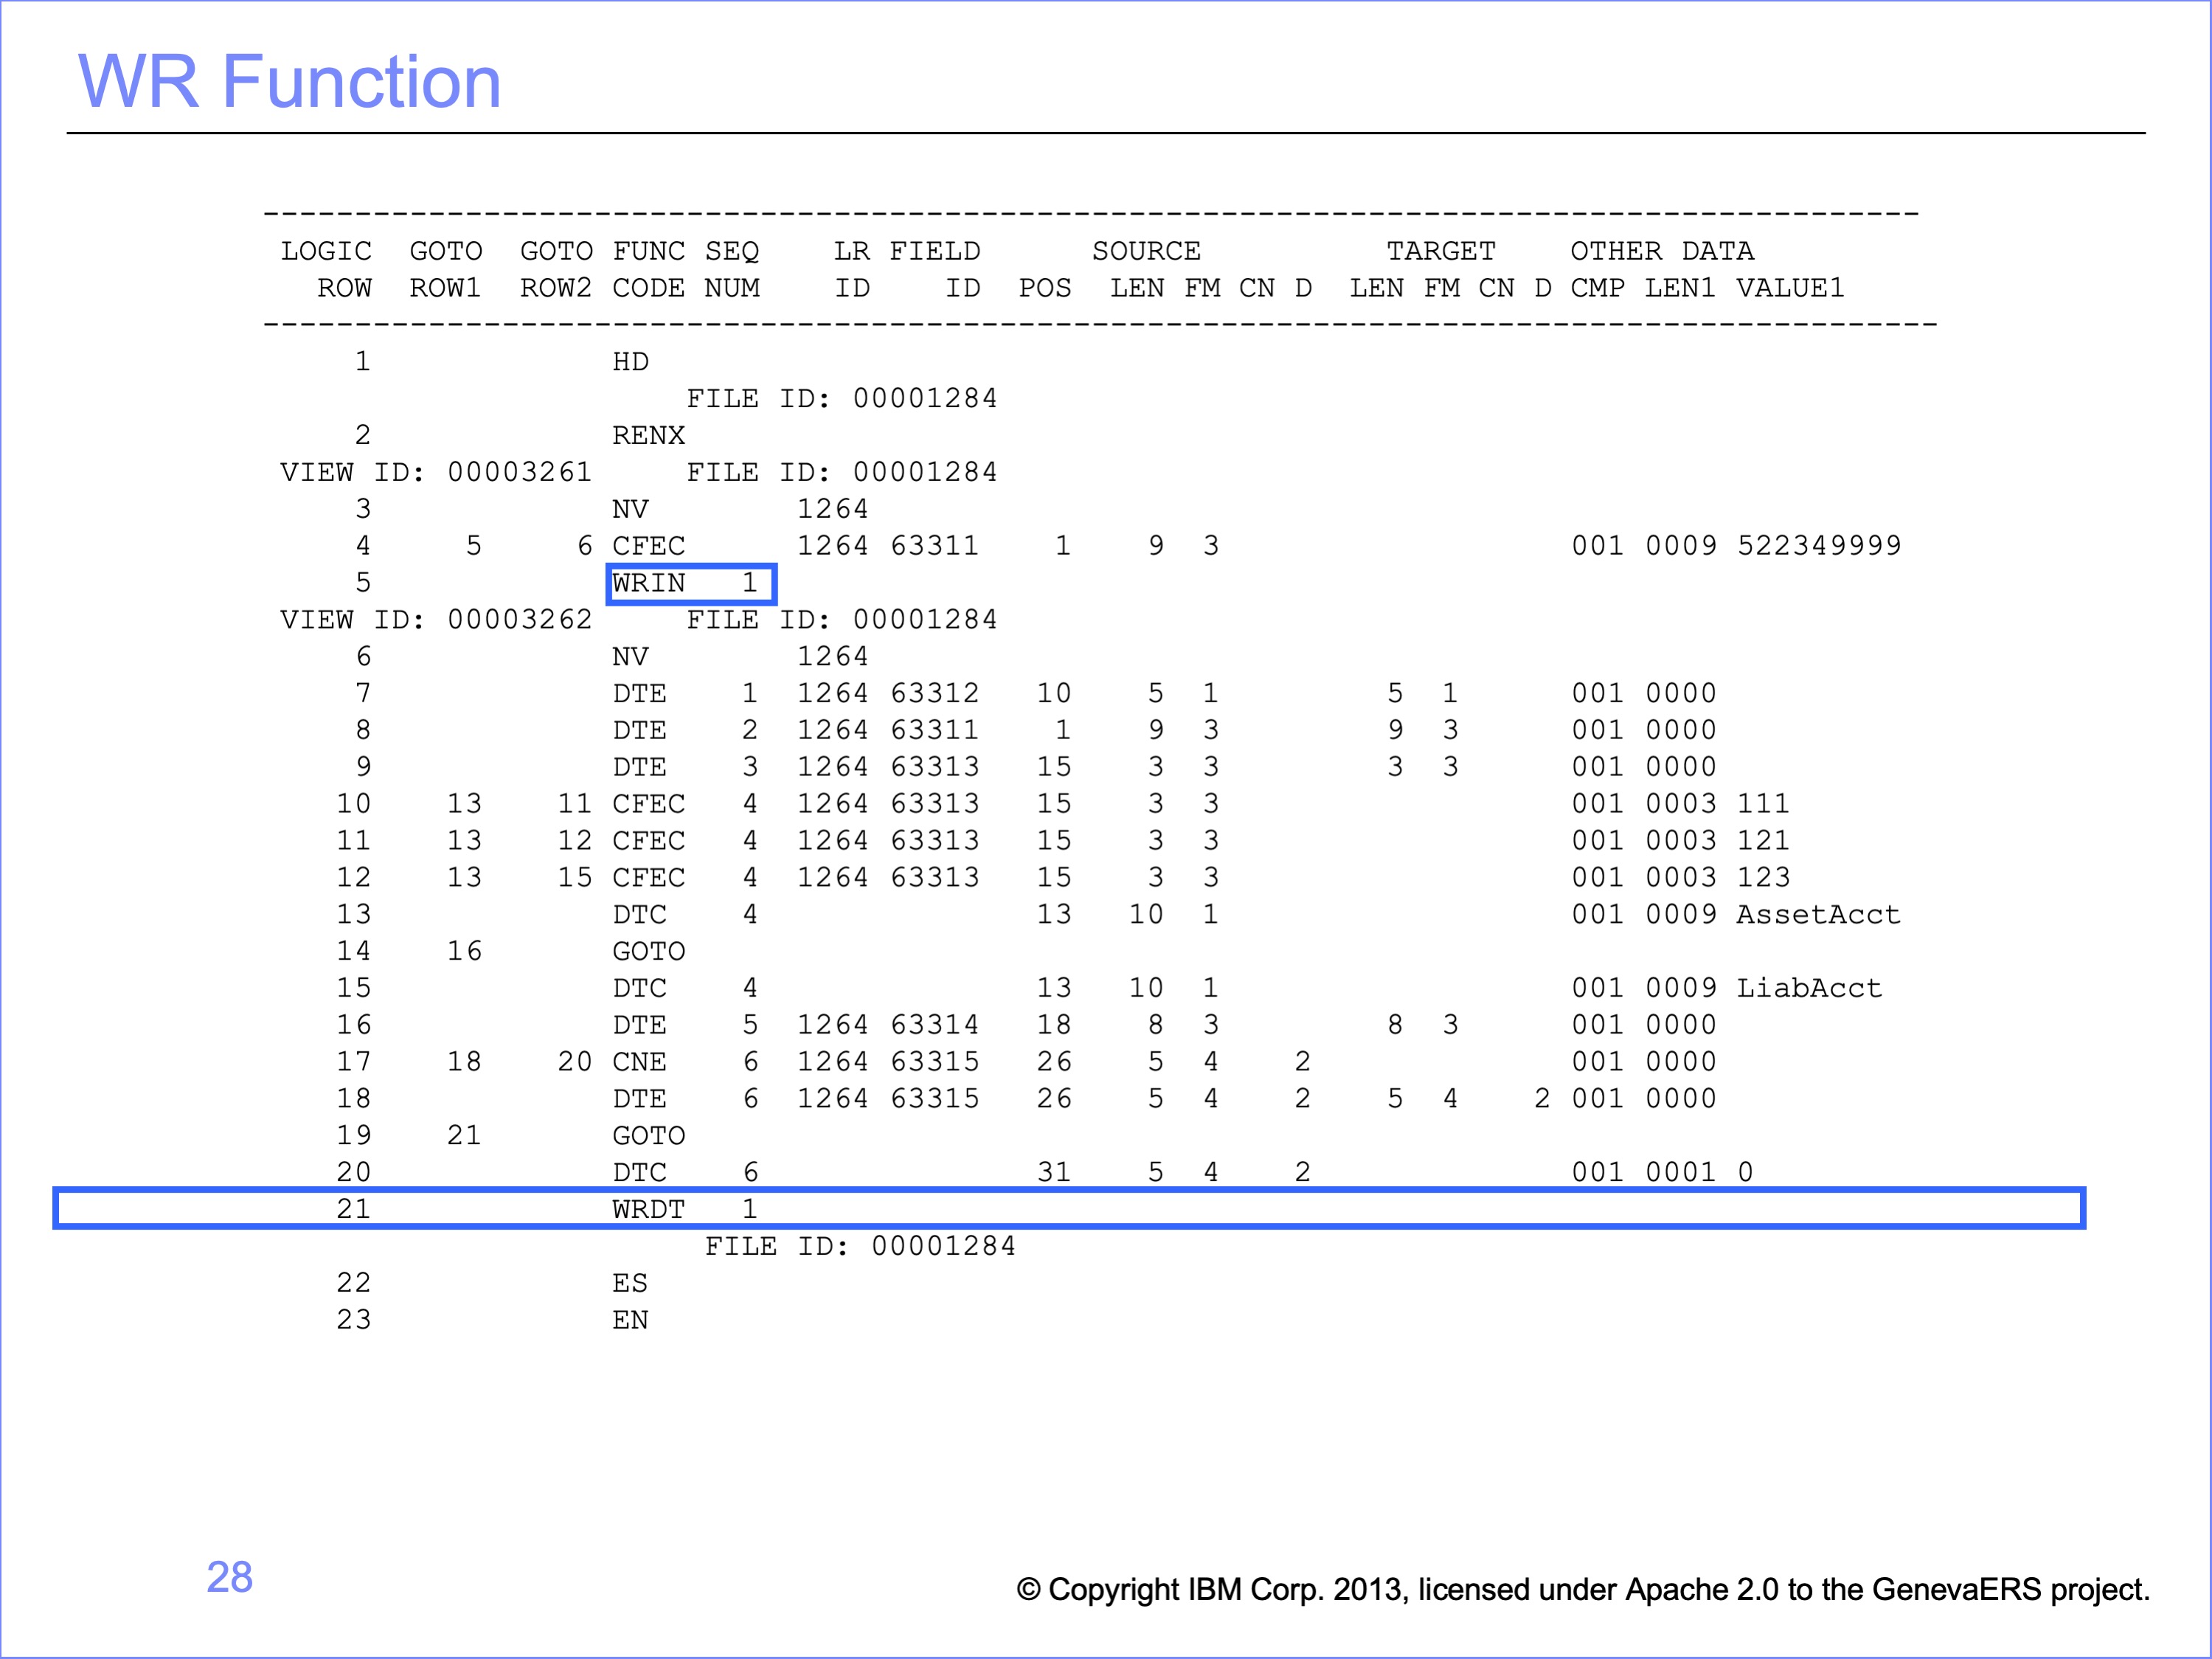 WR Function
------------------------------------------------------------------------------------------
LOGIC  GOTO  GOTO FUNC SEQ    LR FIELD      SOURCE          TARGET    OTHER DATA
  ROW  ROW1  ROW2 CODE NUM    ID    ID  POS  LEN FM CN D  LEN FM CN D CMP LEN1 VALUE1
-------------------------------------------------------------------------------------------
1 HD
FILE ID: 00001284
2 RENX
VIEW ID: 00003261     FILE ID: 00001284
3 NV 1264
4 5 6 CFEC 1264 63311 1 9 3 001 0009 522349999
5 WRIN 1
VIEW ID: 00003262     FILE ID: 00001284
6 NV 1264
7 DTE 1 1264 63312 10 5 1 5 1 001 0000
8 DTE 2 1264 63311 1 9 3 9 3 001 0000
9 DTE 3 1264 63313 15 3 3 3 3 001 0000
10 13 11 CFEC 4 1264 63313 15 3 3 001 0003 111
11 13 12 CFEC 4 1264 63313 15 3 3 001 0003 121
12 13 15 CFEC 4 1264 63313 15 3 3 001 0003 123
13 DTC 4 13 10 1 001 0009 AssetAcct
14 16 GOTO
15 DTC 4 13 10 1 001 0009 LiabAcct
16 DTE 5 1264 63314 18 8 3 8 3 001 0000
17 18 20 CNE 6 1264 63315 26 5 4 2 001 0000
18 DTE 6 1264 63315 26 5 4 2 5 4 2 001 0000
19 21 GOTO
20 DTC 6 31 5 4 2 001 0001 0
21 WRDT 1
FILE ID: 00001284
22 ES
23 EN
28
© Copyright IBM Corp. 2013, licensed under Apache 2.0 to the GenevaERS project.